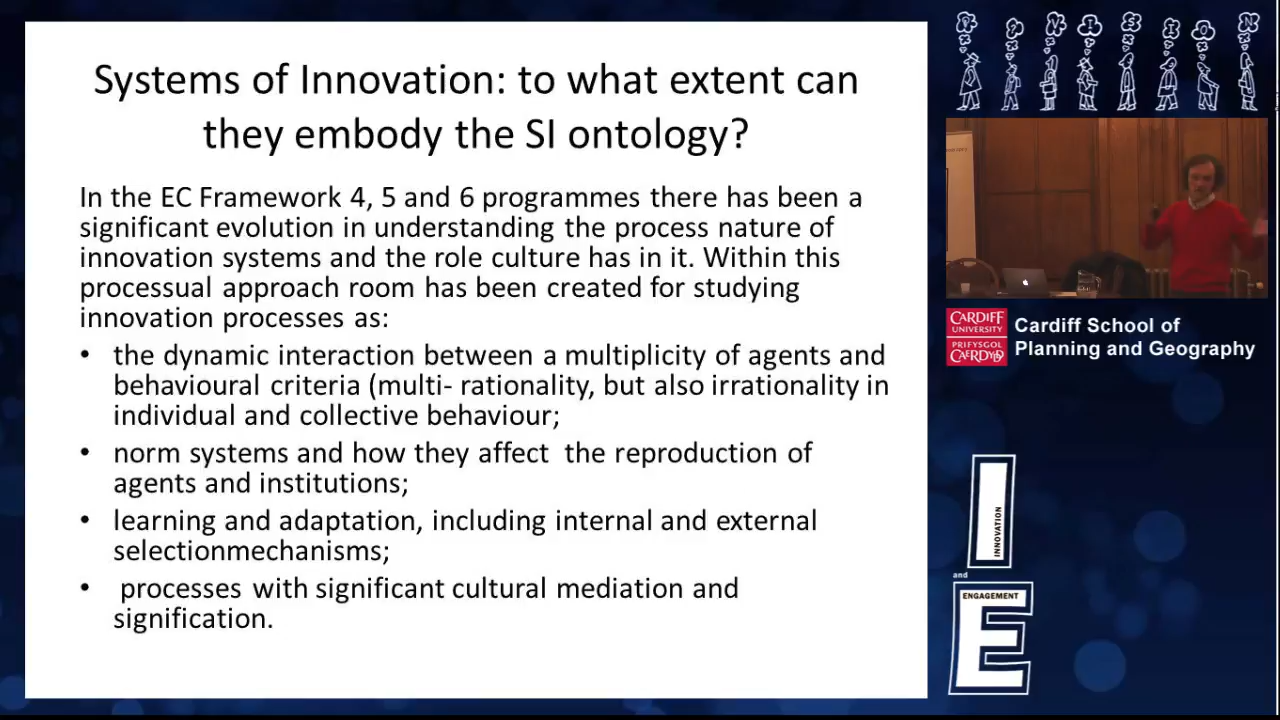 Systems of Innovation: to what extent can
they embody the SI ontology?
In the EC Framework 4, 5 and 6 programmes there has been a
significant evolution in understanding the process nature of
innovation systems and the role culture has in it. Within this
processual approach room has been created for studying
innovation processes as:
• the dynamic interaction between a multiplicity of agents and
behavioural criteria (multi- rationality, but also irrationality in
individual and collective behaviour;
• norm systems and how they affect  the reproduction of
agents and institutions;
• learning and adaptation, including internal and external
selectionmechanisms;
•  processes with significant cultural mediation and
signification.
P ? V I S I O N
CARDIFF
UNIVERSITY
PRIFYSGOL
CAERDYDD
Cardiff School of
Planning and Geography
I
INNOVATION
and
ENGAGEMENT
E